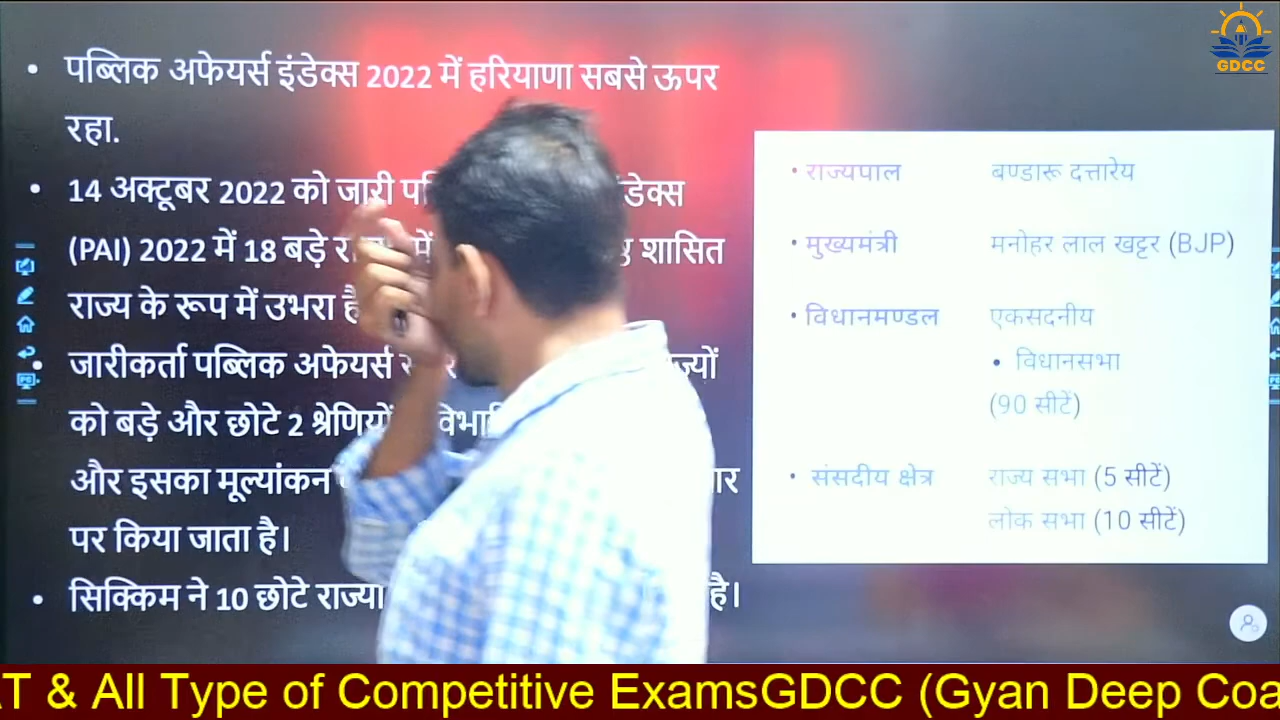 GDCC
पब्लिक अफेयर्स इंडेक्स 2022 में हरियाणा सबसे ऊपर
रहा.
14 अक्टूबर 2022 को जारी
(PAI) 2022 में 18 बड़े शासित
राज्य के रूप में उभरा
जारीकर्ता पब्लिक अफेयर्स
को बड़े और छोटे 2
और इसका मूल्यांकन
पर किया जाता है।
सिक्किम ने 10 छोटे है।
• राज्यपाल बण्डारू दत्तारेय
• मुख्यमंत्री मनोहर लाल खट्टर (BJP)
• विधानमण्डल एकसदनीय
• विधानसभा
(90 सीटें)
• संसदीय क्षेत्र राज्य सभा (5 सीटें)
लोक सभा (10 सीटें)
& All Type of Competitive ExamsGDCC (Gyan Deep